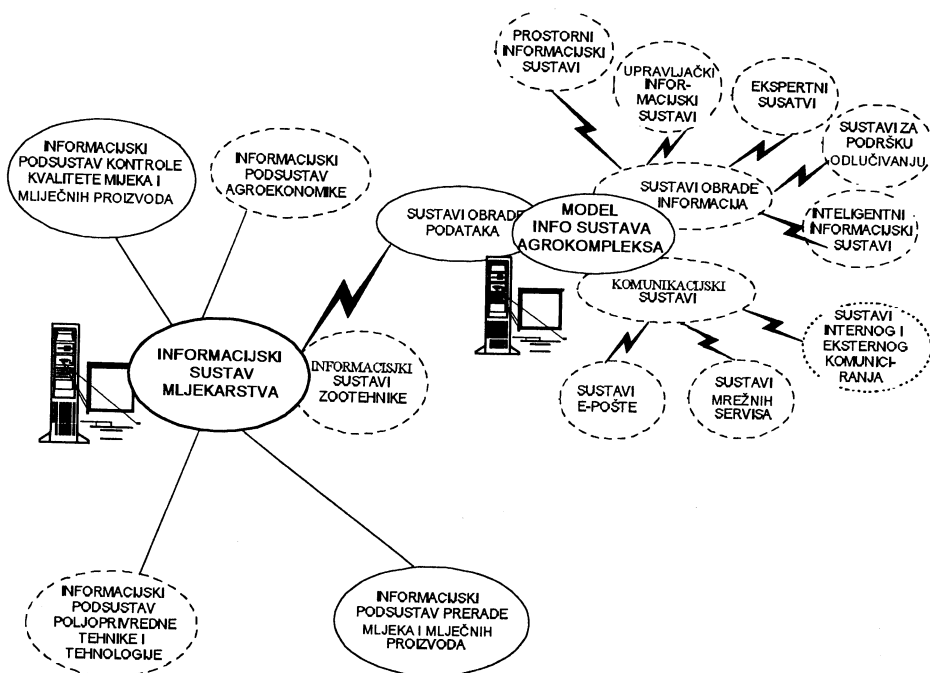 PROSTORNI
INFORMACIJSKI
SUSTAVI
UPRAVLJAČKI
INFOR-
MACIJSKI
SUSTAVI
EKSPERTNI
SUSATVI
SUSTAVI ZA
PODRŠKU
ODLUČIVANJU
INFORMACIJSKI
PODSUSTAV KONTROLE
KVALITETE MIJEKA I
MLIJEČNIH PROIZVODA
INFORMACIJSKI
PODSUSTAV
AGROEKONOMIKE
SUSTAVI OBRADE
PODATAKA
MODEL
INFO SUSTAVA
AGROKOMPLEKSA
SUSTAVI OBRADE
INFORMACIJA
INTELIGENTNI
INFORMACIJSKI
SUSTAVI
KOMUNIKACIJSKI
SUSTAVI
SUSTAVI
INTERNOG I
EKSTERNOG
KOMUNICI-
RANJA
SUSTAVI
E-POŠTE
SUSTAVI
MREŽNIH
SERVISA
INFORMACIJSKI
SUSTAV
MLJEKARSTVA
INFORMACISJKI
SUSTAVI
ZOOTEHNIKE
INFORMACIJSKI
PODSUSTAV
POLJOPRIVREDNE
TEHNIKE I
TEHNOLOGIJE
INFORMACIJSKI
PODSUSTAV PRERADE
MLJEKA I MLJEČNIH
PROIZVODA